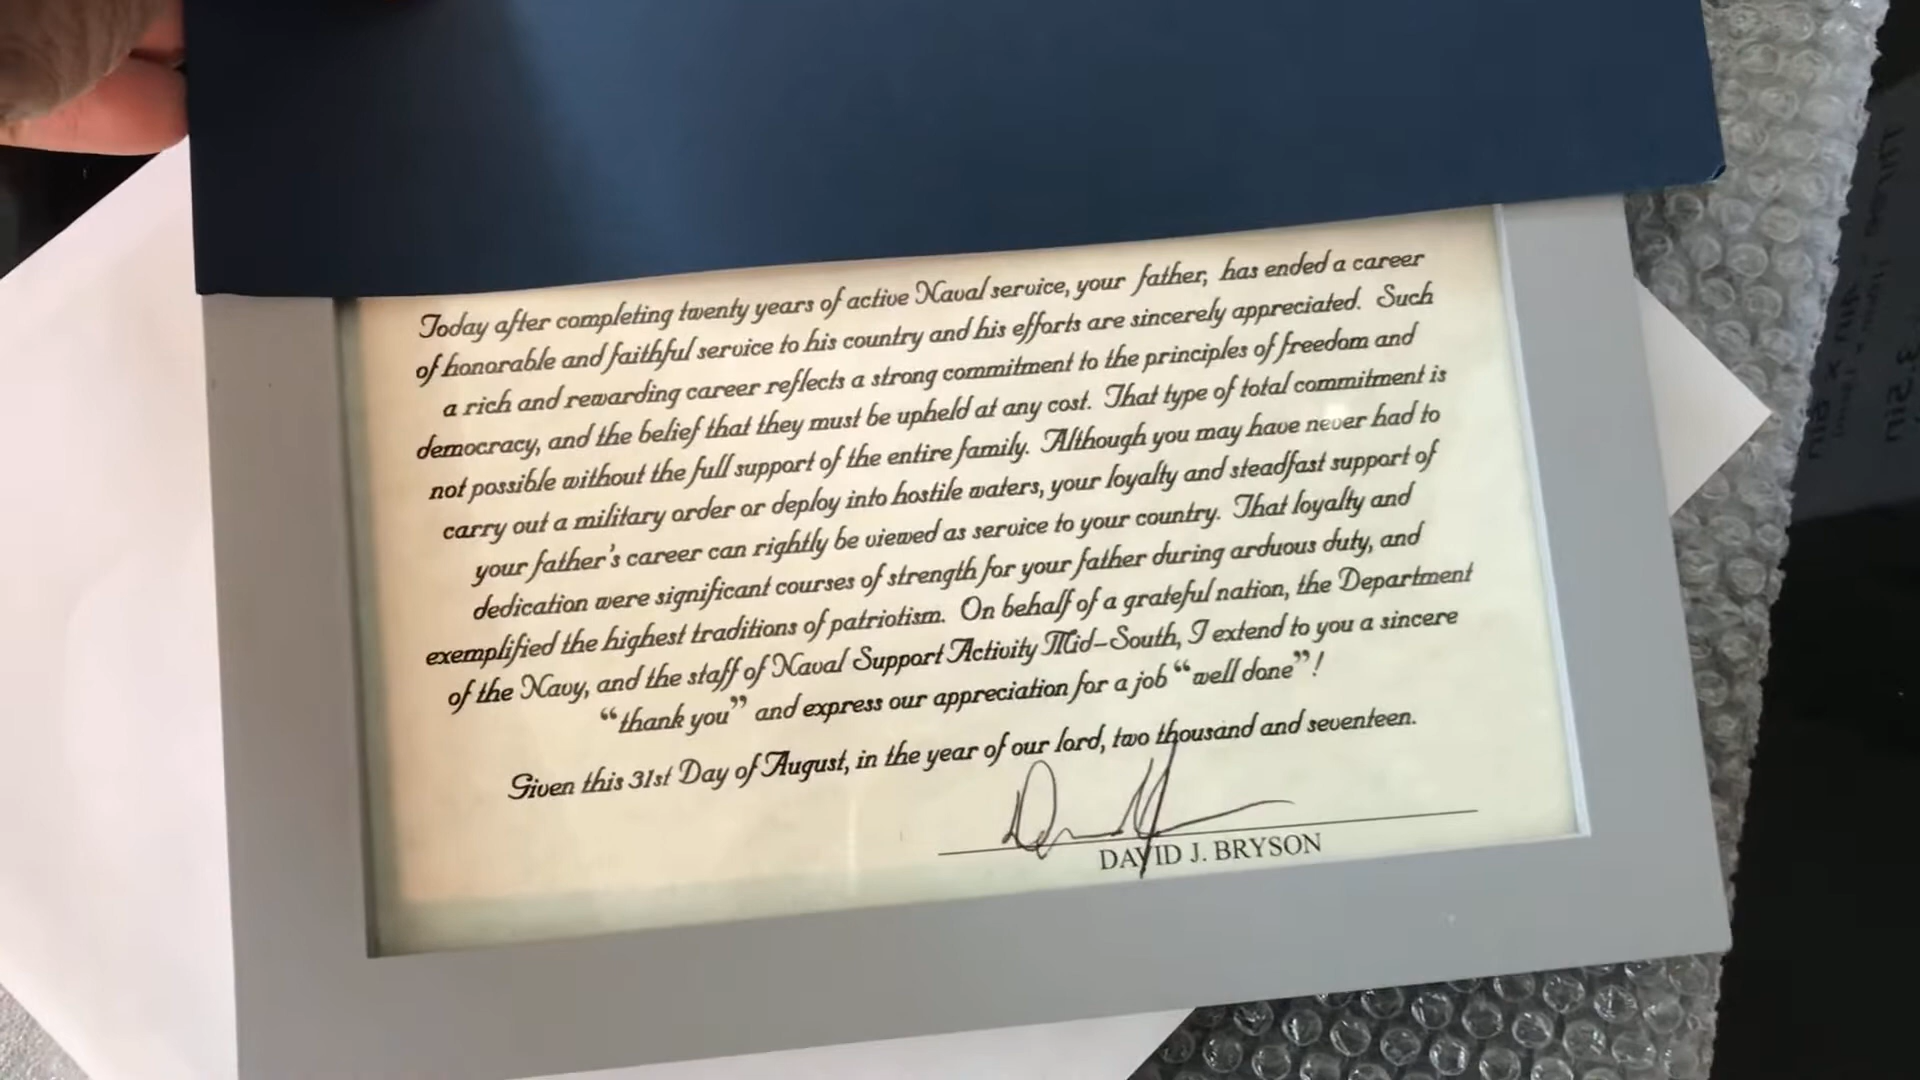 Today after completing twenty years of active Naval service, your father, has ended a career
of honorable and faithful service to his country and his efforts are sincerely appreciated. Such
a rich and rewarding career reflects a strong commitment to the principles of freedom and
democracy, and the belief that they must be upheld at any cost. That type of total commitment is
not possible without the full support of the entire family. Although you may have never had to
carry out a military order or deploy into hostile waters, your loyalty and steadfast support of
your father's career can rightly be viewed as service to your country. That loyalty and
dedication were significant courses of strength for your father during arduous duty, and
exemplified the highest traditions of patriotism. On behalf of a grateful nation, the Department
of the Navy, and the staff of Naval Support Activity Mid-South, I extend to you a sincere
“thank you” and express our appreciation for a job “well done”!
Given this 31st Day of August, in the year of our lord, two thousand and seventeen.
DAVID J. BRYSON